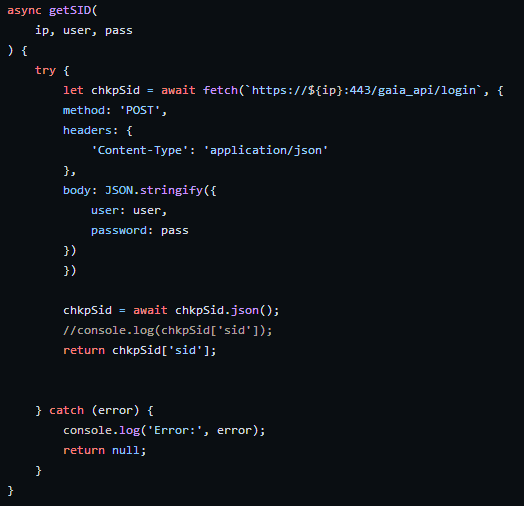 async getSID(
    ip, user, pass
) {
    try {
        let chkpSid = await fetch(`https://${ip}:443/gaia_api/login`, {
        method: 'POST',
        headers: {
            'Content-Type': 'application/json'
        },
        body: JSON.stringify({
            user: user,
            password: pass
        })
        })
        chkpSid = await chkpSid.json();
        //console.log(chkpSid['sid']);
        return chkpSid['sid'];
    } catch (error) {
        console.log('Error:', error);
        return null;
    }
}